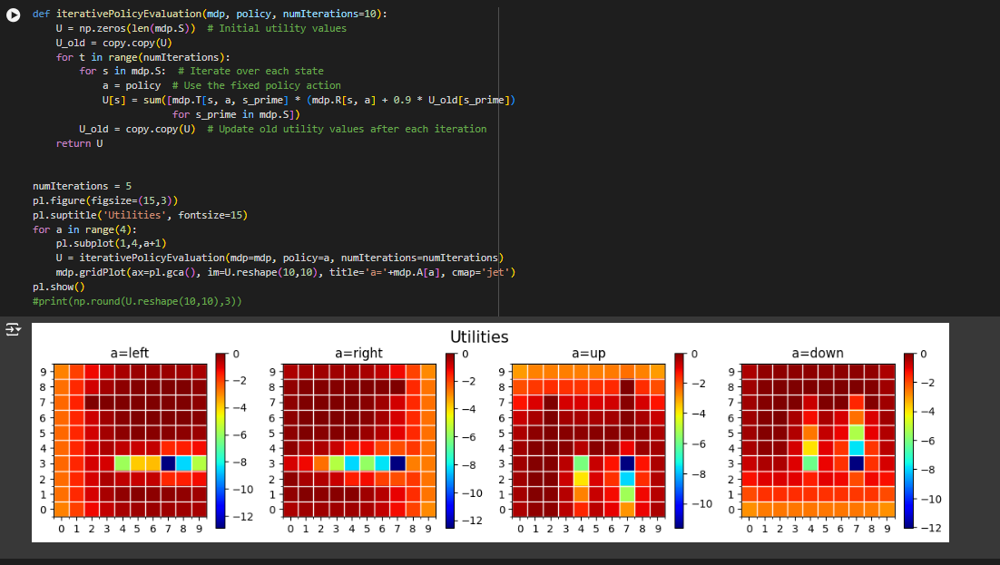 def iterativePolicyEvaluation(mdp, policy, numIterations=10):
    U = np.zeros(len(mdp.S))  # Initial utility values
    U_old = copy.copy(U)
    for t in range(numIterations):
        for s in mdp.S:  # Iterate over each state
            a = policy  # Use the fixed policy action
            U[s] = sum([mdp.T[s, a, s_prime] * (mdp.R[s, a] + 0.9 * U_old[s_prime])
                        for s_prime in mdp.S])
        U_old = copy.copy(U)  # Update old utility values after each iteration
    return U
numIterations = 5
pl.figure(figsize=(15,3))
pl.suptitle('Utilities', fontsize=15)
for a in range(4):
    pl.subplot(1,4,a+1)
    U = iterativePolicyEvaluation(mdp=mdp, policy=a, numIterations=numIterations)
    mdp.gridPlot(ax=pl.gca(), im=U.reshape(10,10), title='a='+mdp.A[a], cmap='jet')
pl.show()
#print(np.round(U.reshape(10,10),3))
Utilities
a=left
9
8
7
6
5
4
3
2
1
0
0 1 2 3 4 5 6 7 8 9
0
−2
−4
−6
−8
−10
−12
a=right
9
8
7
6
5
4
3
2
1
0
0 1 2 3 4 5 6 7 8 9
0
−2
−4
−6
−8
−10
−12
a=up
9
8
7
6
5
4
3
2
1
0
0 1 2 3 4 5 6 7 8 9
0
−2
−4
−6
−8
−10
a=down
9
8
7
6
5
4
3
2
1
0
0 1 2 3 4 5 6 7 8 9
0
−2
−4
−6
−8
−10
−12